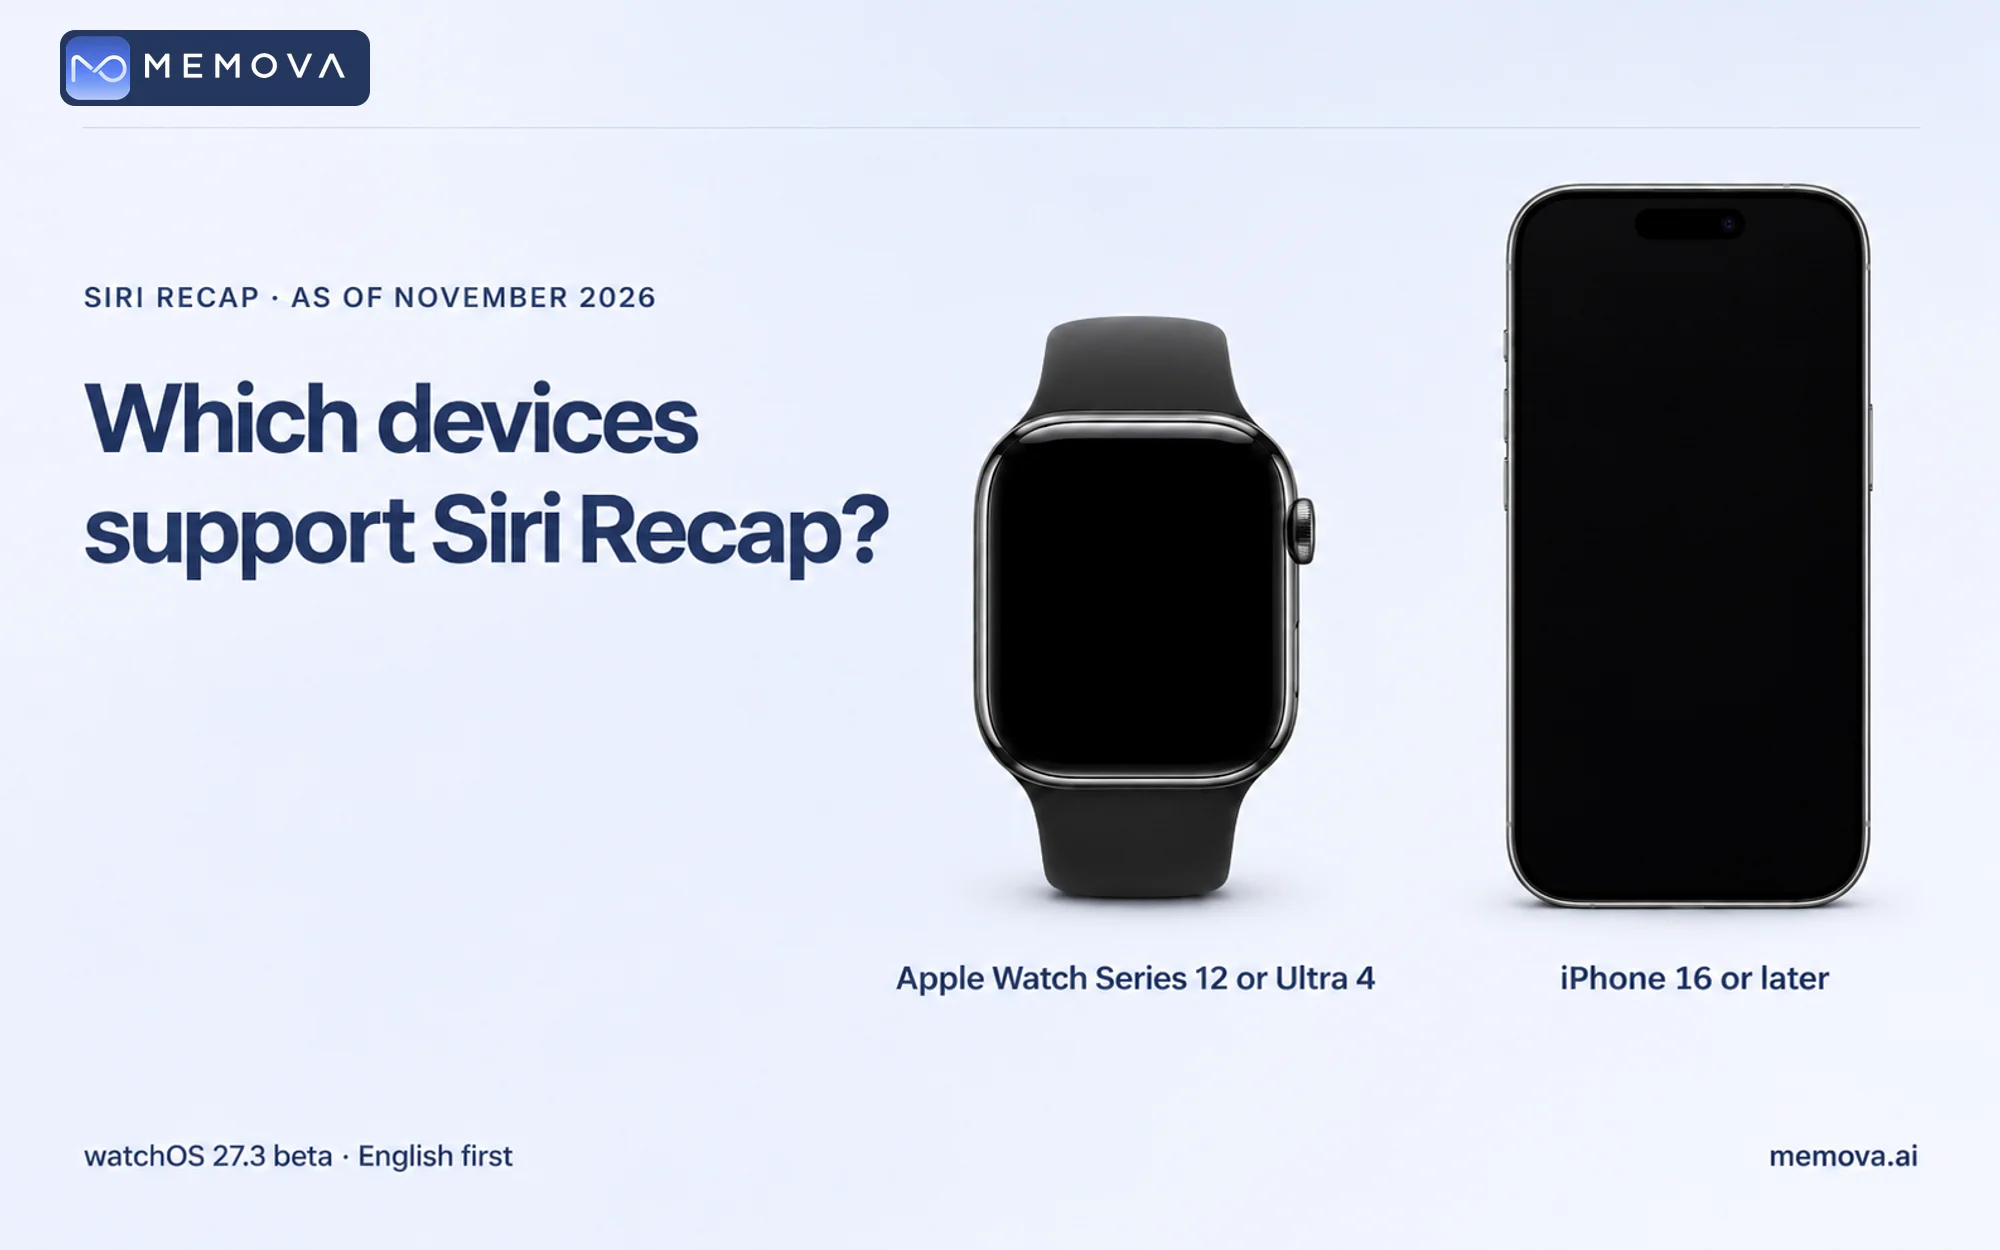 MEMOVA
SIRI RECAP · AS OF NOVEMBER 2026
Which devices
support Siri Recap?
Apple Watch Series 12 or Ultra 4
iPhone 16 or later
watchOS 27.3 beta · English first
memova.ai